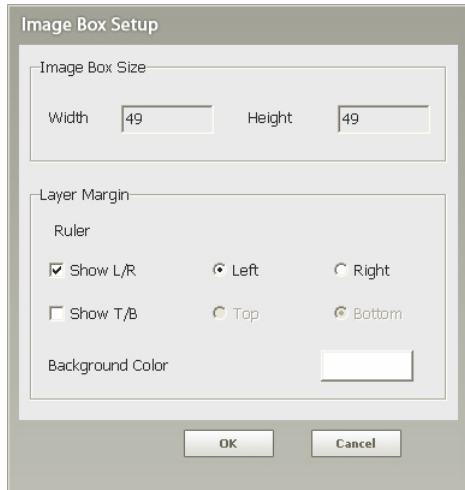 Image Box Setup
Image Box Size
Width 49 Height 49
Layer Margin
Ruler
Show L/R Left Right
Show T/B Top Bottom
Background Color
OK Cancel